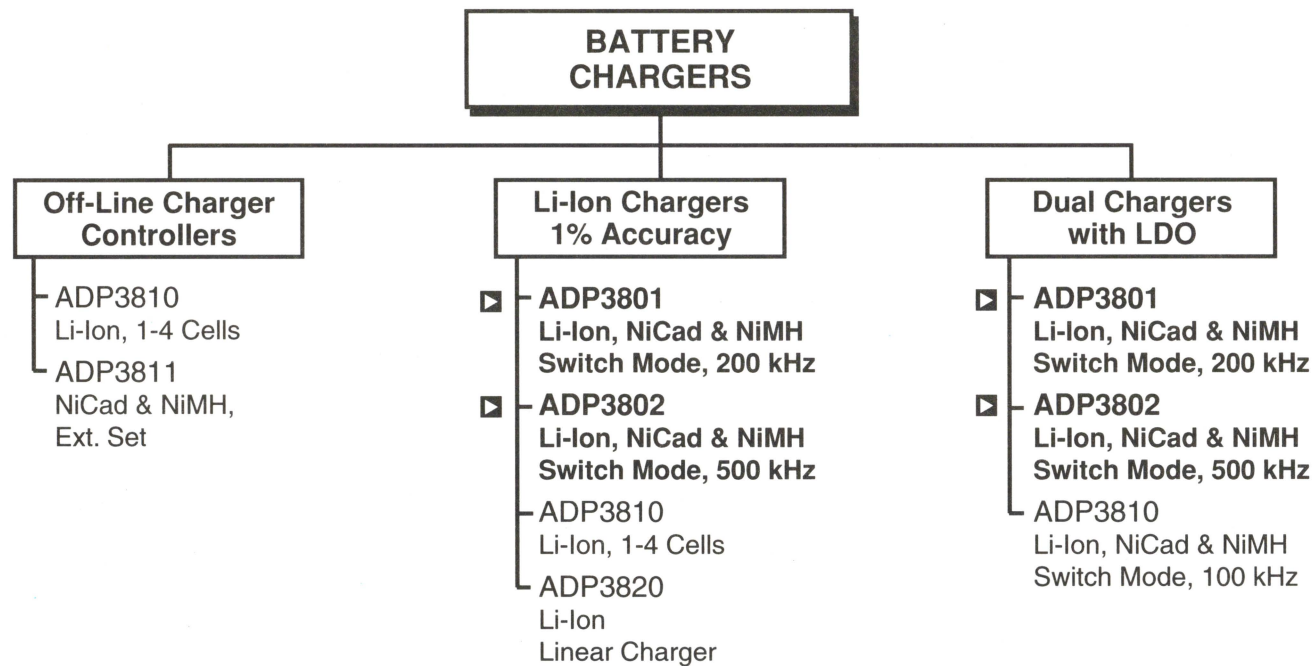 BATTERY
CHARGERS
Off-Line Charger
Controllers
ADP3810
Li-Ion, 1-4 Cells
ADP3811
NiCad & NiMH,
Ext. Set
Li-Ion Chargers
1% Accuracy
ADP3801
Li-Ion, NiCad & NiMH
Switch Mode, 200 kHz
ADP3802
Li-Ion, NiCad & NiMH
Switch Mode, 500 kHz
ADP3810
Li-Ion, 1-4 Cells
ADP3820
Li-Ion
Linear Charger
Dual Chargers
with LDO
ADP3801
Li-Ion, NiCad & NiMH
Switch Mode, 200 kHz
ADP3802
Li-Ion, NiCad & NiMH
Switch Mode, 500 kHz
ADP3810
Li-Ion, NiCad & NiMH
Switch Mode, 100 kHz